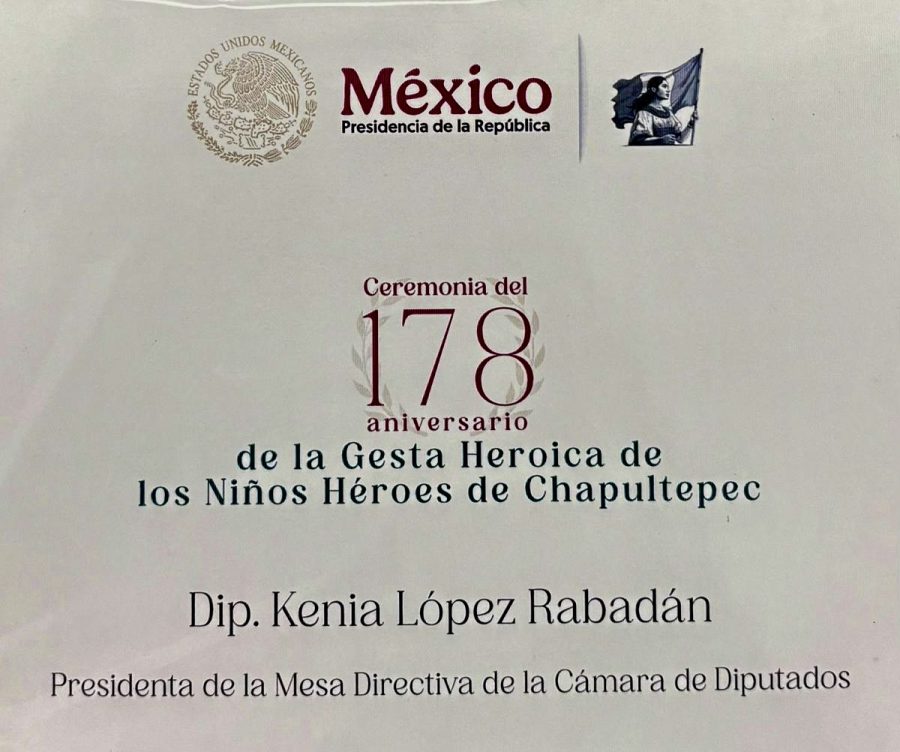 ESTADOS UNIDOS MEXICANOS
México
Presidencia de la República
Ceremonia del
178
aniversario
de la Gesta Heroica de
los Niños Héroes de Chapultepec
Dip. Kenia López Rabadán
Presidenta de la Mesa Directiva de la Cámara de Diputados